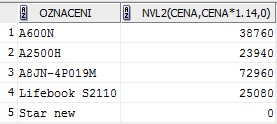 OZNACENI NVL2(CENA,CENA*1.14,0)
1 A600N 38760
2 A2500H 23940
3 A8JN-4P019M 72960
4 Lifebook S2110 25080
5 Star new 0